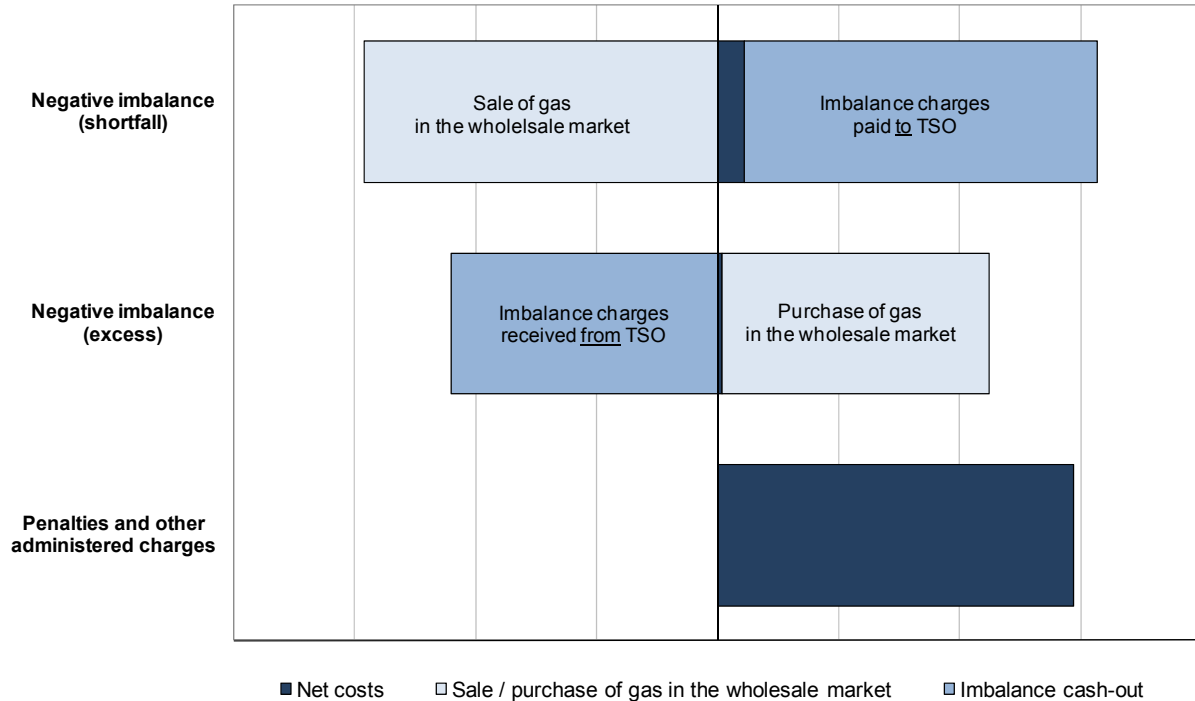 Negative imbalance
(shortfall)
Sale of gas
in the wholelsale market
Imbalance charges
paid to TSO
Negative imbalance
(excess)
Imbalance charges
received from TSO
Purchase of gas
in the wholesale market
Penalties and other
administered charges
Net costs
Sale / purchase of gas in the wholesale market
Imbalance cash-out